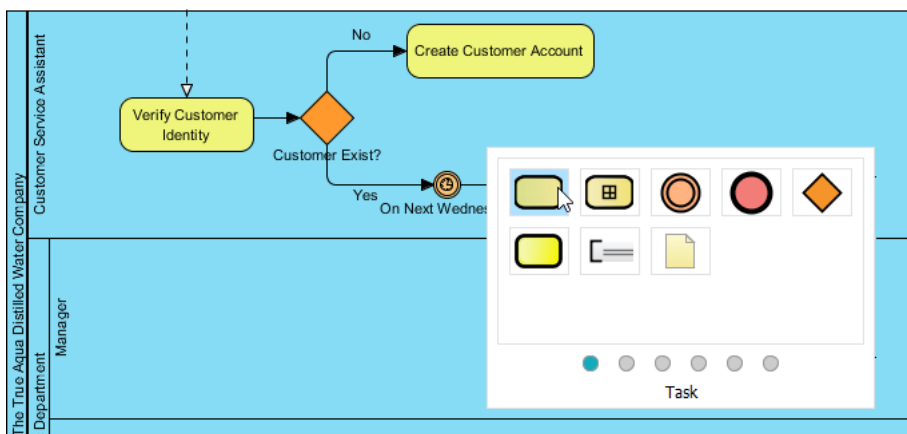 The True Aqua Distilled Water Company
Customer Service Assistant
No
Create Customer Account
Verify Customer
Identity
Customer Exist?
Yes
On Next Wednes
Department
Manager
Task